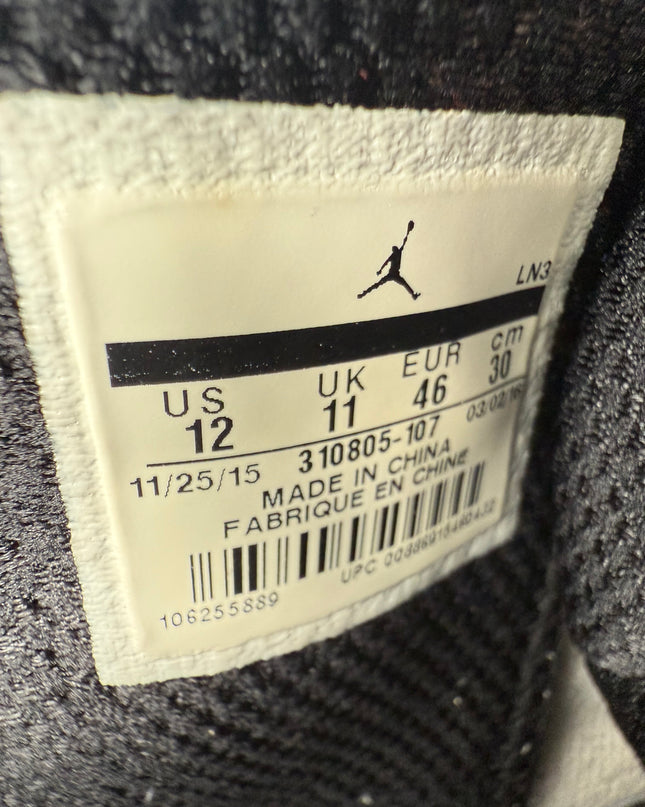 LN3
US UK EUR cm
12 11 46 30
11/25/15 310805-107 03/02/16
MADE IN CHINA
FABRIQUE EN CHINE
106255889 UPC